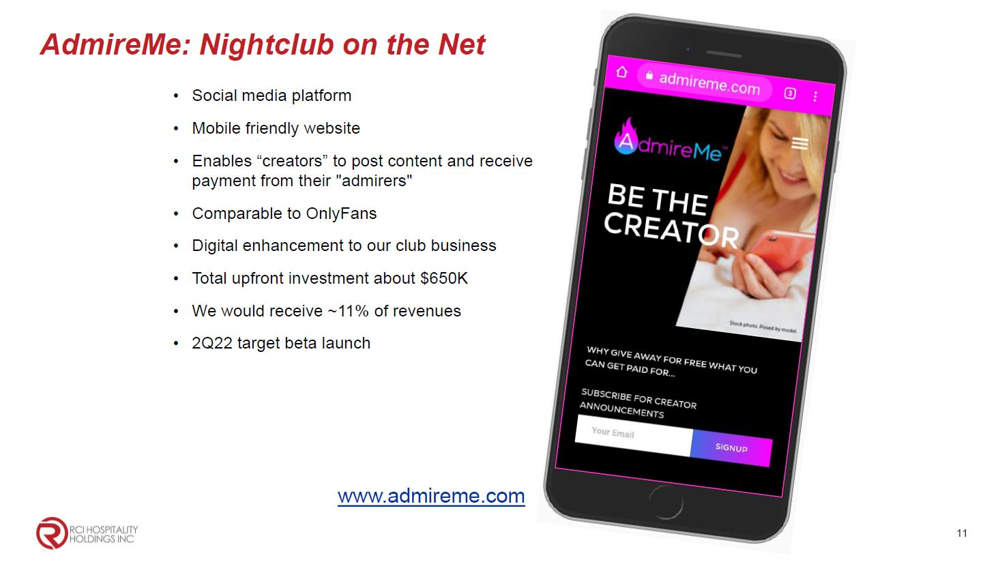 AdmireMe: Nightclub on the Net
• Social media platform
• Mobile friendly website
• Enables “creators” to post content and receive
payment from their "admirers"
• Comparable to OnlyFans
• Digital enhancement to our club business
• Total upfront investment about $650K
• We would receive ~11% of revenues
• 2Q22 target beta launch
www.admireme.com
admireme.com
3
AdmireMe™
BE THE
CREATOR
Stock photo. Posed by model.
WHY GIVE AWAY FOR FREE WHAT YOU
CAN GET PAID FOR...
SUBSCRIBE FOR CREATOR
ANNOUNCEMENTS
Your Email
SIGNUP
R
RCI HOSPITALITY
HOLDINGS INC
11